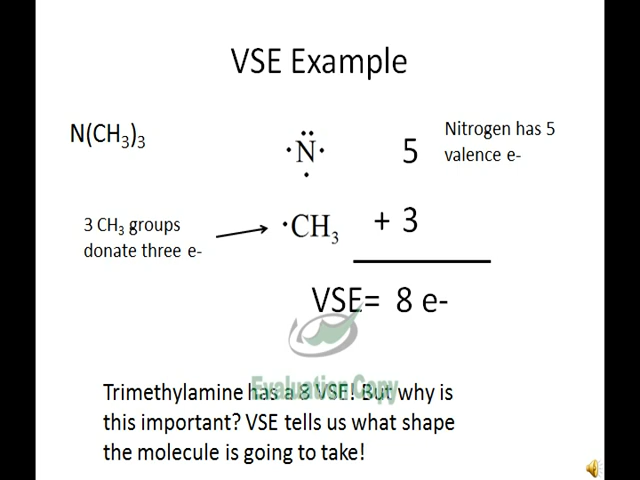 VSE Example
N(CH₃)₃
N
5
Nitrogen has 5
valence e-
3 CH₃ groups
donate three e-
·CH₃
+ 3
VSE= 8 e-
Evaluation Copy
Trimethylamine has a 8 VSE! But why is
this important? VSE tells us what shape
the molecule is going to take!